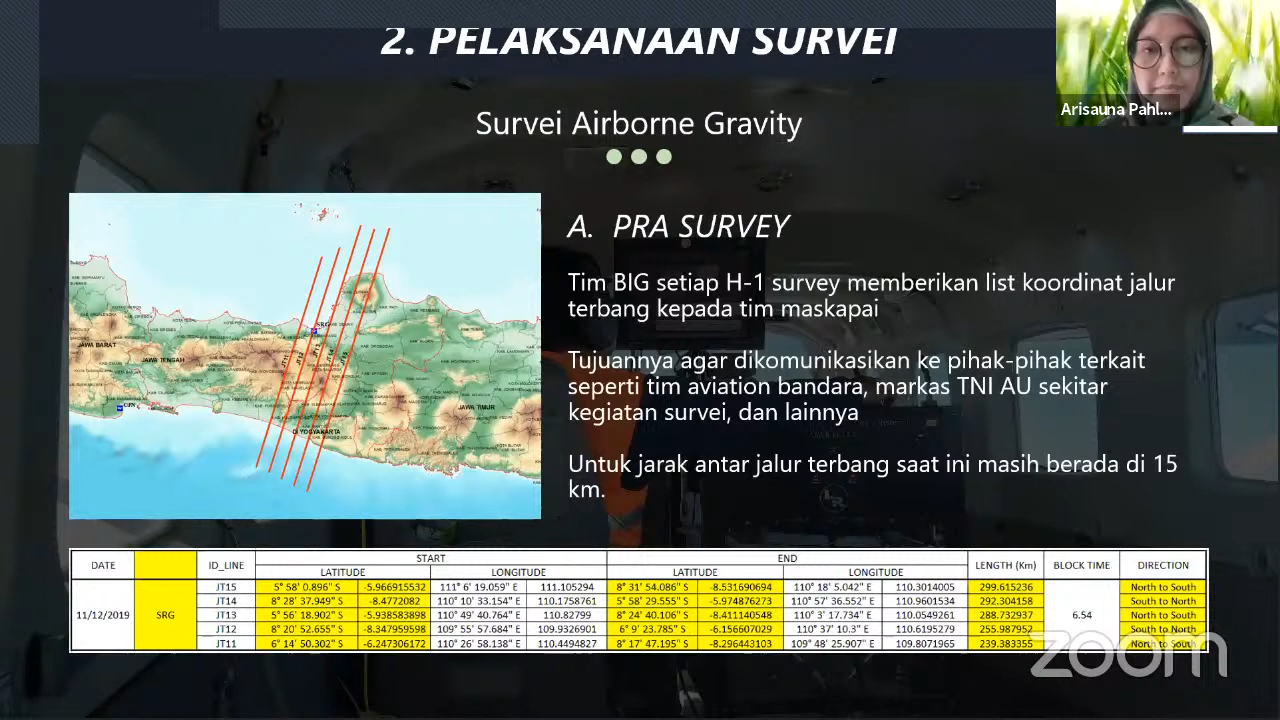 2. PELAKSANAAN SURVEI
Arisauna Pahl...
Survei Airborne Gravity
JAWA BARAT
JAWA TENGAH
JAWA TIMUR
DI YOGYAKARTA
SRG
A. PRA SURVEY
Tim BIG setiap H-1 survey memberikan list koordinat jalur
terbang kepada tim maskapai
Tujuannya agar dikomunikasikan ke pihak-pihak terkait
seperti tim aviation bandara, markas TNI AU sekitar
kegiatan survei, dan lainnya
Untuk jarak antar jalur terbang saat ini masih berada di 15
km.
DATE ID_LINE START END LENGTH (Km) BLOCK TIME DIRECTION
LATITUDE LONGITUDE LATITUDE LONGITUDE
11/12/2019 SRG 6.54
JT15 5° 58' 0.896" S -5.966915532 111° 6' 19.059" E 111.105294 8° 31' 54.086" S -8.531690694 110° 18' 5.042" E 110.3014005 299.615236 North to South
JT14 8° 28' 37.949" S -8.4772082 110° 10' 33.154" E 110.1758761 5° 58' 29.555" S -5.974876273 110° 57' 36.552" E 110.9601534 292.304158 South to North
JT13 5° 56' 18.902" S -5.938583898 110° 49' 40.764" E 110.82799 8° 24' 40.106" S -8.411140548 110° 3' 17.734" E 110.0549261 288.732937 North to South
JT12 8° 20' 52.655" S -8.347959598 109° 55' 57.684" E 109.9326901 6° 9' 23.785" S -6.156607029 110° 37' 10.3" E 110.6195279 255.987952 South to North
JT11 6° 14' 50.302" S -6.247306172 110° 26' 58.138" E 110.4494827 8° 17' 47.195" S -8.296443103 109° 48' 25.907" E 109.8071965 239.383355 North to South
zoom